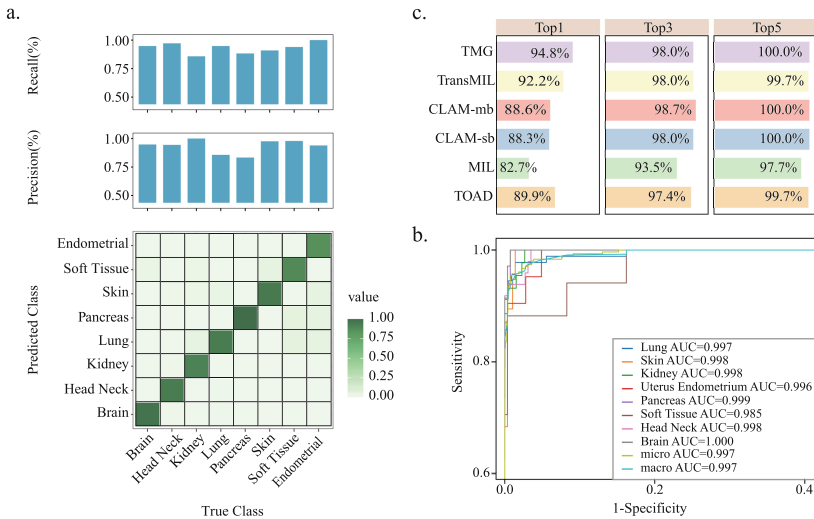 a.
Recall(%)
1.00
0.75
0.50
Precision(%)
1.00
0.75
0.50
Predicted Class
Endometrial
Soft Tissue
Skin
Pancreas
Lung
Kidney
Head Neck
Brain
Brain
Head Neck
Kidney
Lung
Pancreas
Skin
Soft Tissue
Endometrial
True Class
value
1.00
0.75
0.50
0.25
0.00
c.
Top1 Top3 Top5
TMG 94.8% 98.0% 100.0%
TransMIL 92.2% 98.0% 99.7%
CLAM-mb 88.6% 98.7% 100.0%
CLAM-sb 88.3% 98.0% 100.0%
MIL 82.7% 93.5% 97.7%
TOAD 89.9% 97.4% 99.7%
b.
Sensitivity
1.0
0.8
0.6
Lung AUC=0.997
Skin AUC=0.998
Kidney AUC=0.998
Uterus Endometrium AUC=0.996
Pancreas AUC=0.999
Soft Tissue AUC=0.985
Head Neck AUC=0.998
Brain AUC=1.000
micro AUC=0.997
macro AUC=0.997
0.0 0.2 0.4
1-Specificity